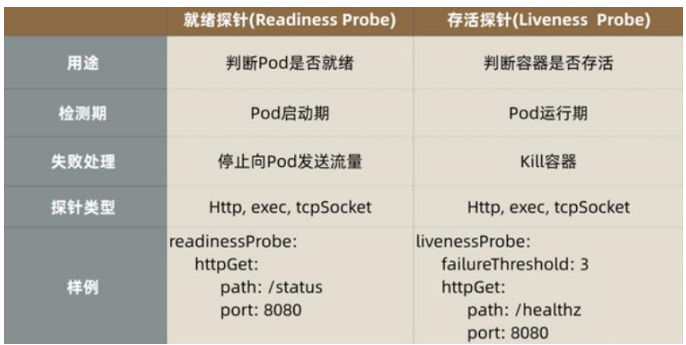 就绪探针(Readiness Probe) 存活探针(Liveness Probe)
用途 判断Pod是否就绪 判断容器是否存活
检测期 Pod启动期 Pod运行期
失败处理 停止向Pod发送流量 Kill容器
探针类型 Http, exec, tcpSocket Http, exec, tcpSocket
样例
readinessProbe:
httpGet:
path: /status
port: 8080
livenessProbe:
failureThreshold: 3
httpGet:
path: /healthz
port: 8080